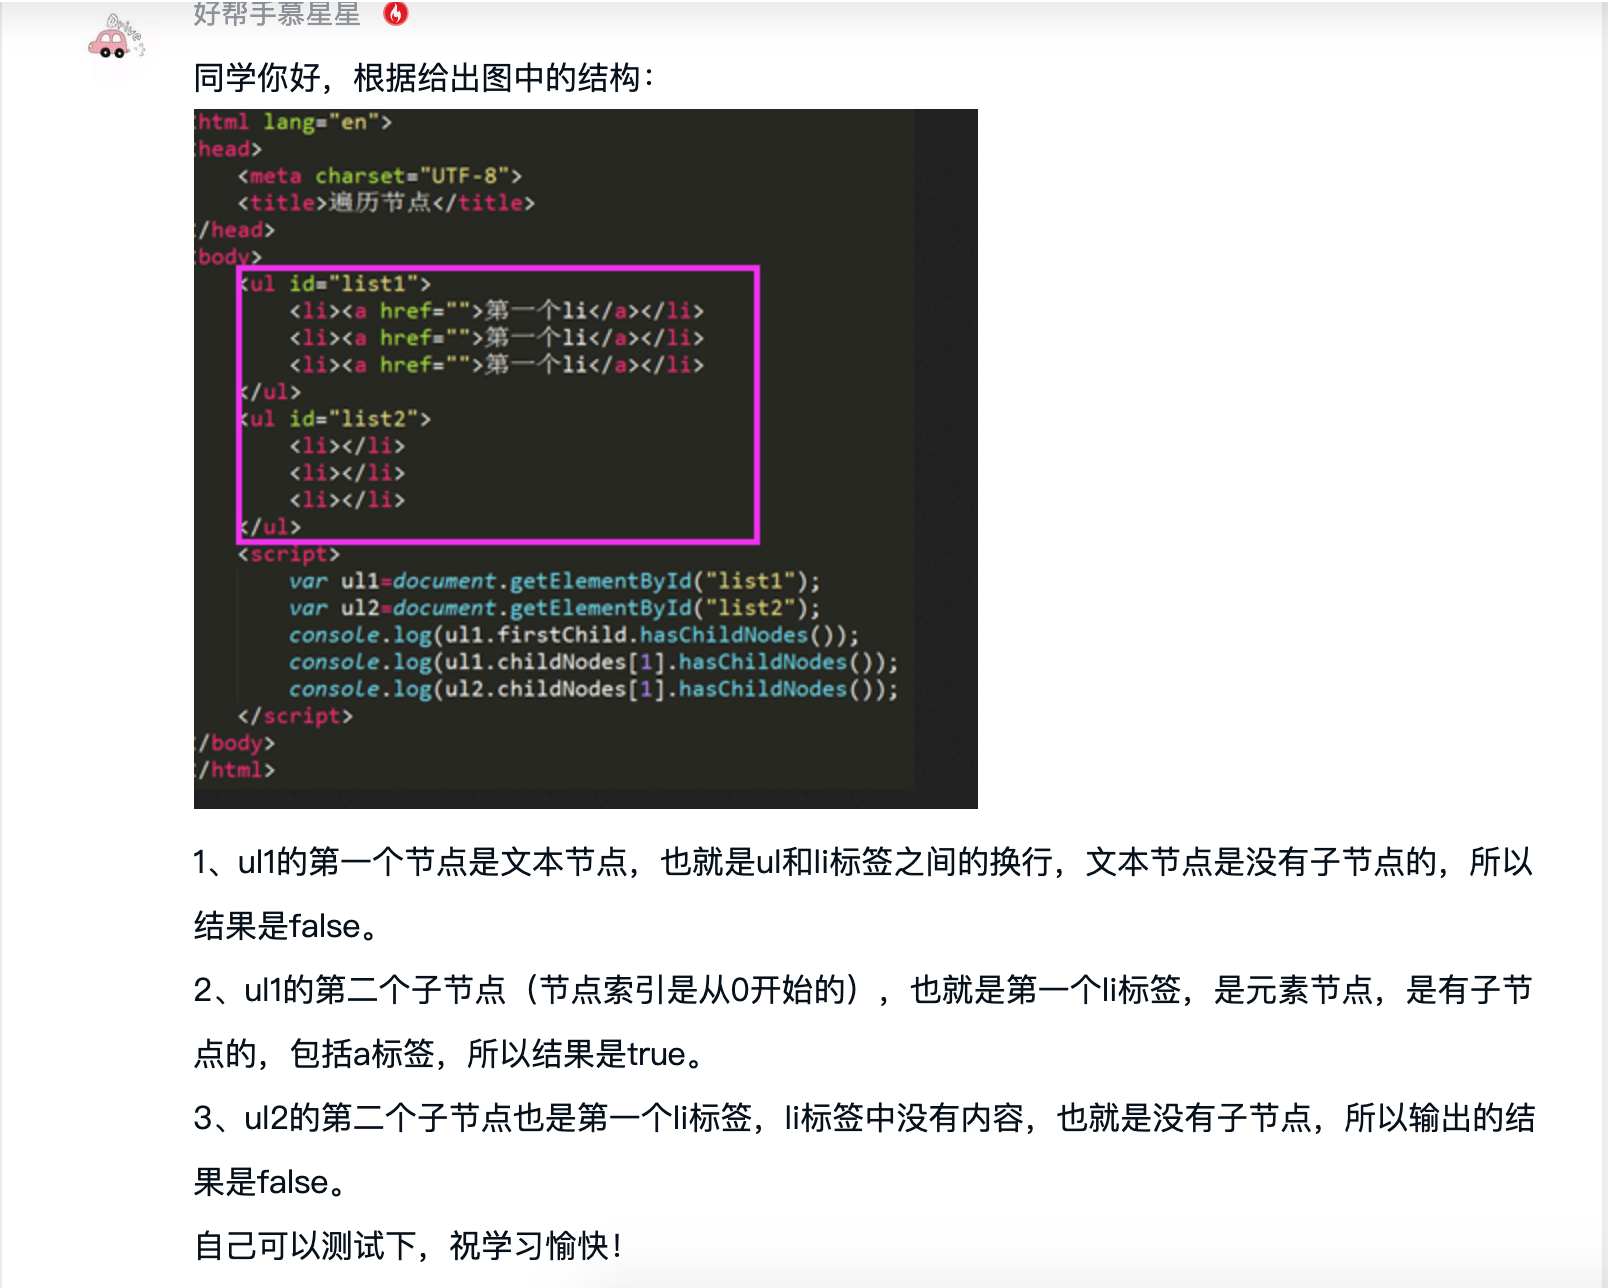 好帮手慕星星
Drive
同学你好，根据给出图中的结构：
html lang="en">
head>
<meta charset="UTF-8">
<title>遍历节点</title>
/head>
body>
<ul id="list1">
<li><a href="">第一个li</a></li>
<li><a href="">第一个li</a></li>
<li><a href="">第一个li</a></li>
</ul>
<ul id="list2">
<li></li>
<li></li>
<li></li>
</ul>
<script>
var ul1=document.getElementById("list1");
var ul2=document.getElementById("list2");
console.log(ul1.firstChild.hasChildNodes());
console.log(ul1.childNodes[1].hasChildNodes());
console.log(ul2.childNodes[1].hasChildNodes());
</script>
/body>
/html>
1、ul1的第一个节点是文本节点，也就是ul和li标签之间的换行，文本节点是没有子节点的，所以
结果是false。
2、ul1的第二个子节点（节点索引是从0开始的），也就是第一个li标签，是元素节点，是有子节
点的，包括a标签，所以结果是true。
3、ul2的第二个子节点也是第一个li标签，li标签中没有内容，也就是没有子节点，所以输出的结
果是false。
自己可以测试下，祝学习愉快！